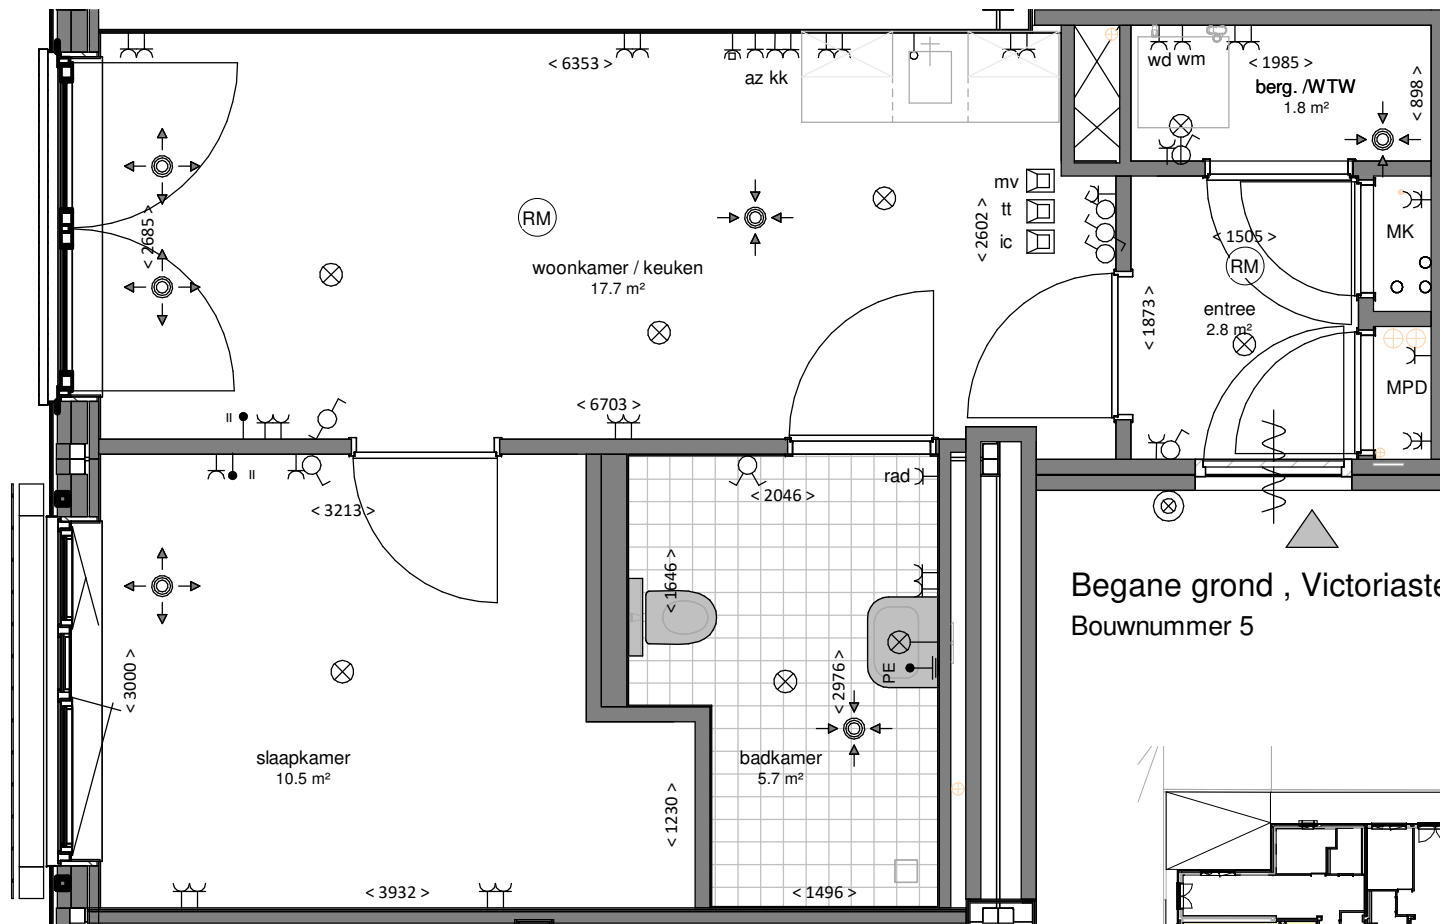 < 6353 >
az kk
wd wm
< 1985 >
berg. /WTW
1.8 m²
< 898 >
mv
tt
ic
< 2602 >
< 2685 >
RM
woonkamer / keuken
17.7 m²
MK
< 1505 >
RM
entree
2.8 m²
< 1873 >
MPD
< 6703 >
II
II
< 3213 >
< 2046 >
rad
< 1646 >
Begane grond , Victoriaste
Bouwnummer 5
< 3000 >
< 2976 >
PE
slaapkamer
10.5 m²
badkamer
5.7 m²
< 1230 >
< 3932 >
< 1496 >